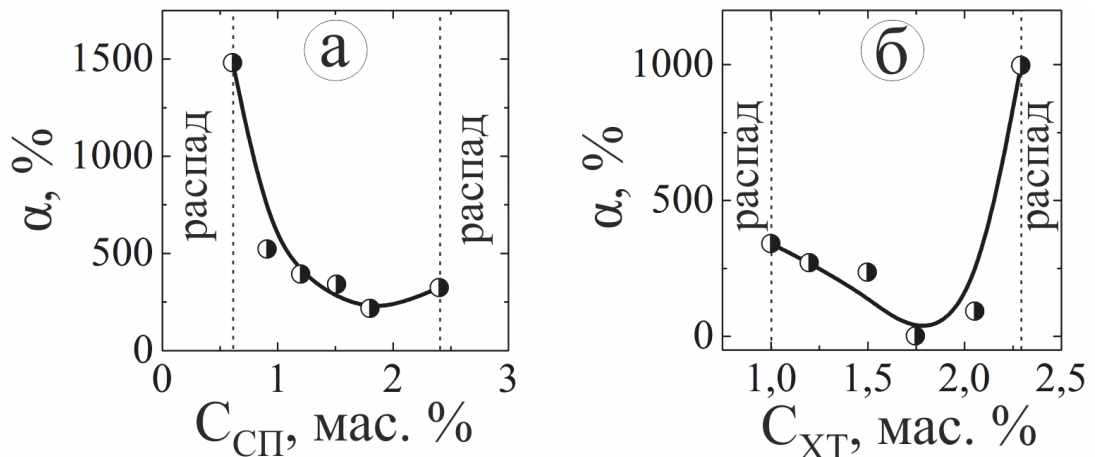 а
α, %
1500
1000
500
0
распад
распад
0
1
2
3
C_СП, мас. %
б
α, %
1000
500
0
распад
распад
1,0
1,5
2,0
2,5
C_ХТ, мас. %